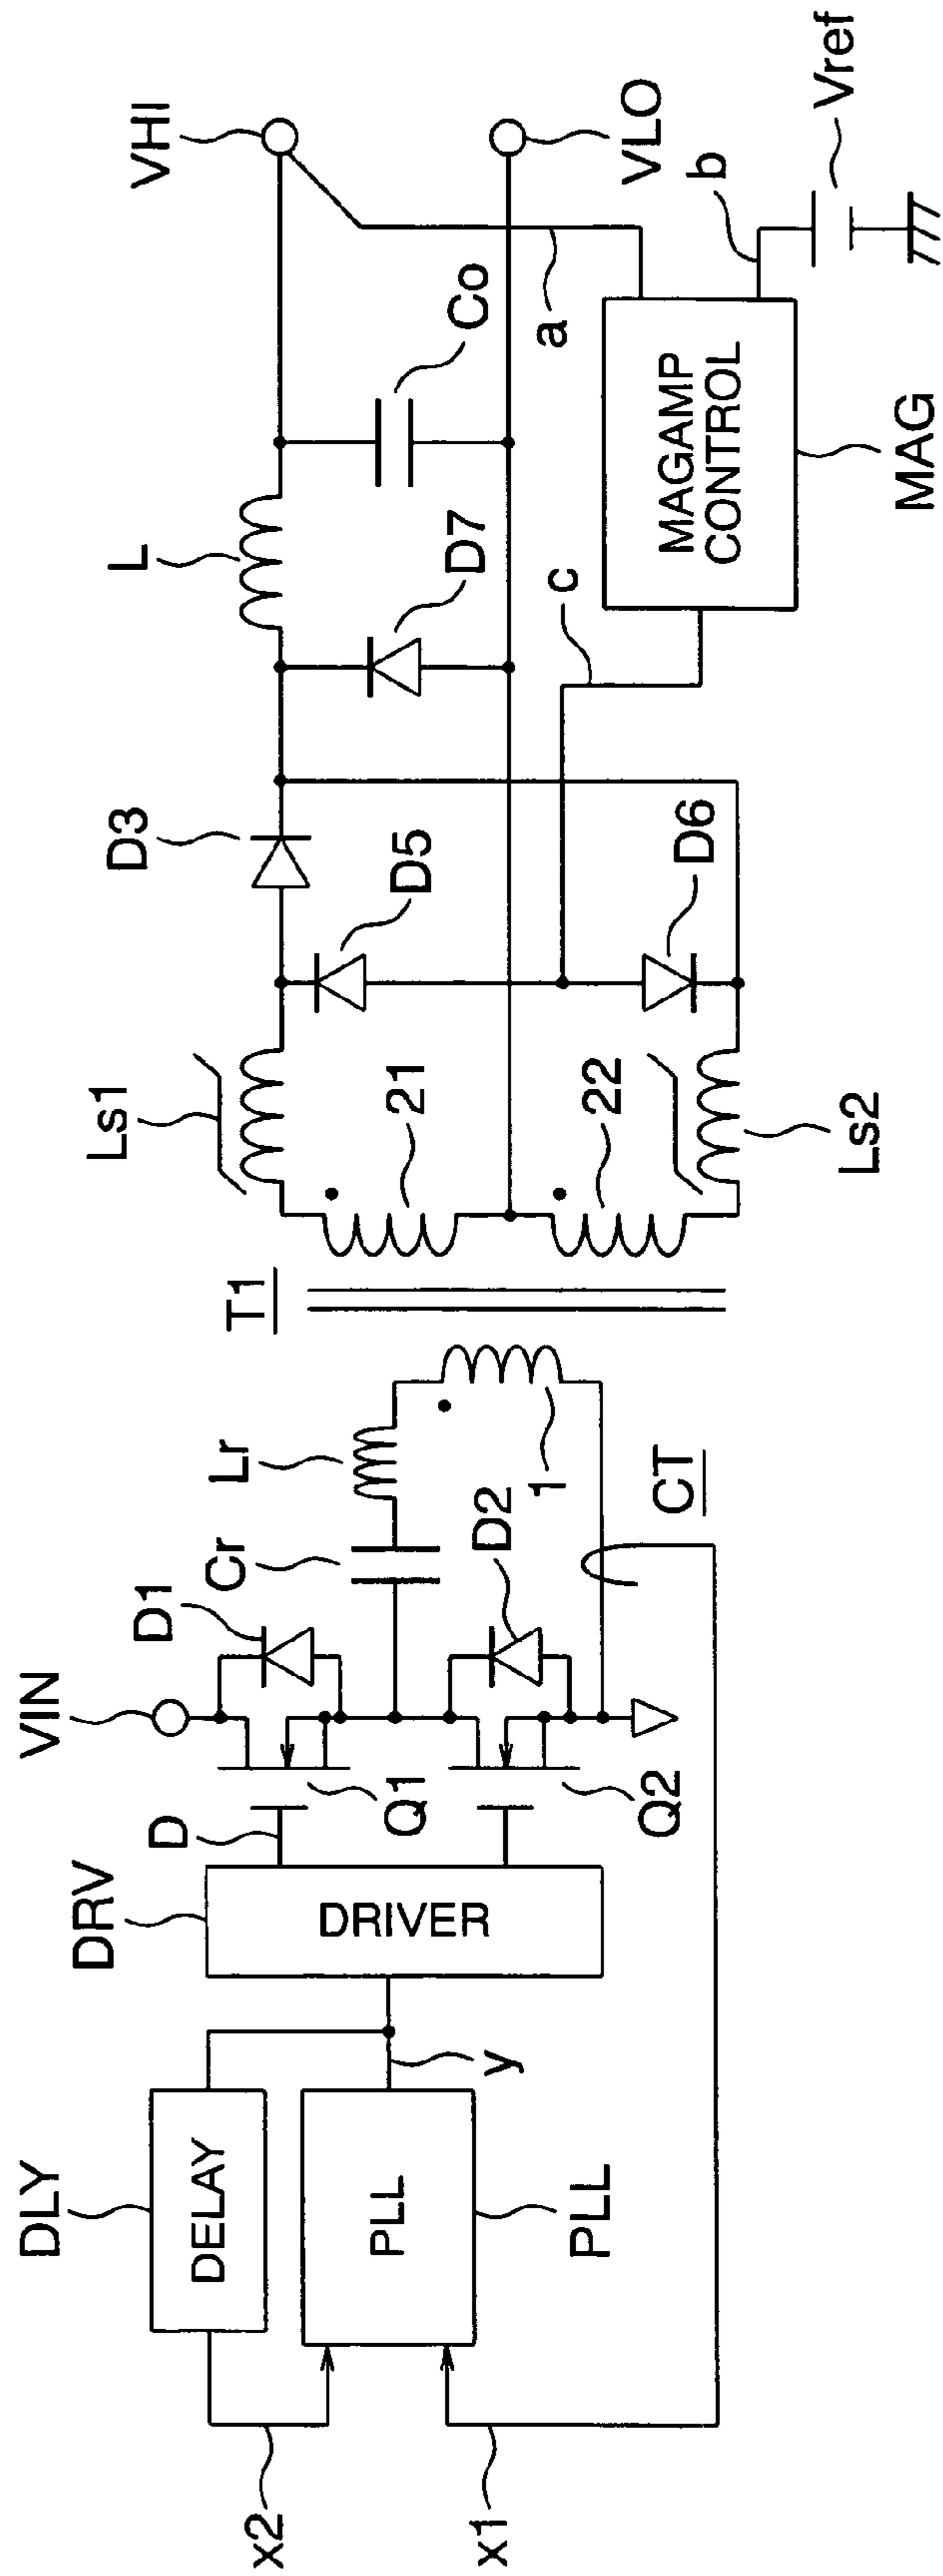 DLY
DELAY
x2
PLL
PLL
x1
y
DRV
DRIVER
D
VIN
D1
Q1
D2
Q2
Cr
Lr
1
CT
T1
Ls1
21
22
Ls2
D3
D5
D6
c
L
D7
Co
VHI
VLO
a
b
Vref
MAGAMP
CONTROL
MAG